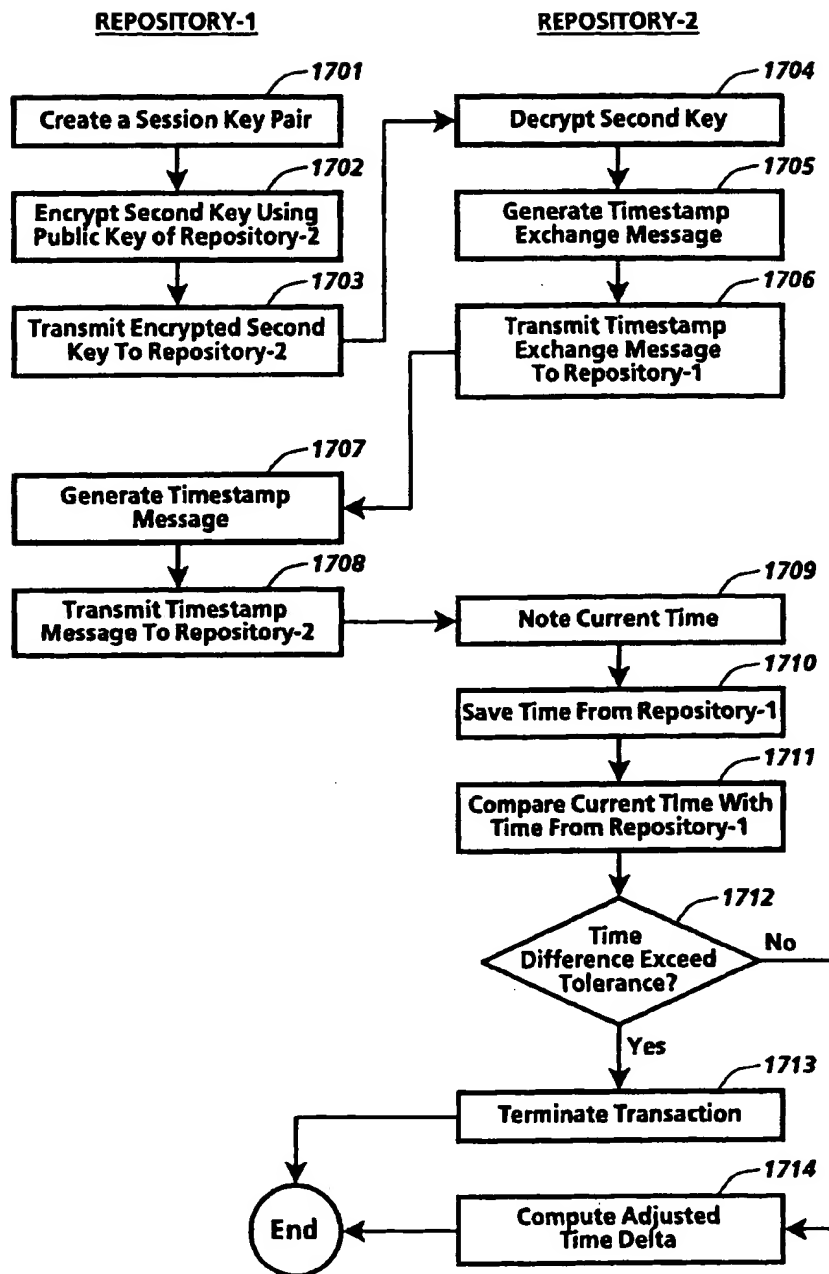 REPOSITORY-1
REPOSITORY-2
1701
Create a Session Key Pair
1702
Encrypt Second Key Using
Public Key of Repository-2
1703
Transmit Encrypted Second
Key To Repository-2
1704
Decrypt Second Key
1705
Generate Timestamp
Exchange Message
1706
Transmit Timestamp
Exchange Message
To Repository-1
1707
Generate Timestamp
Message
1708
Transmit Timestamp
Message To Repository-2
1709
Note Current Time
1710
Save Time From Repository-1
1711
Compare Current Time With
Time From Repository-1
1712
Time
Difference Exceed
Tolerance?
No
Yes
1713
Terminate Transaction
1714
Compute Adjusted
Time Delta
End